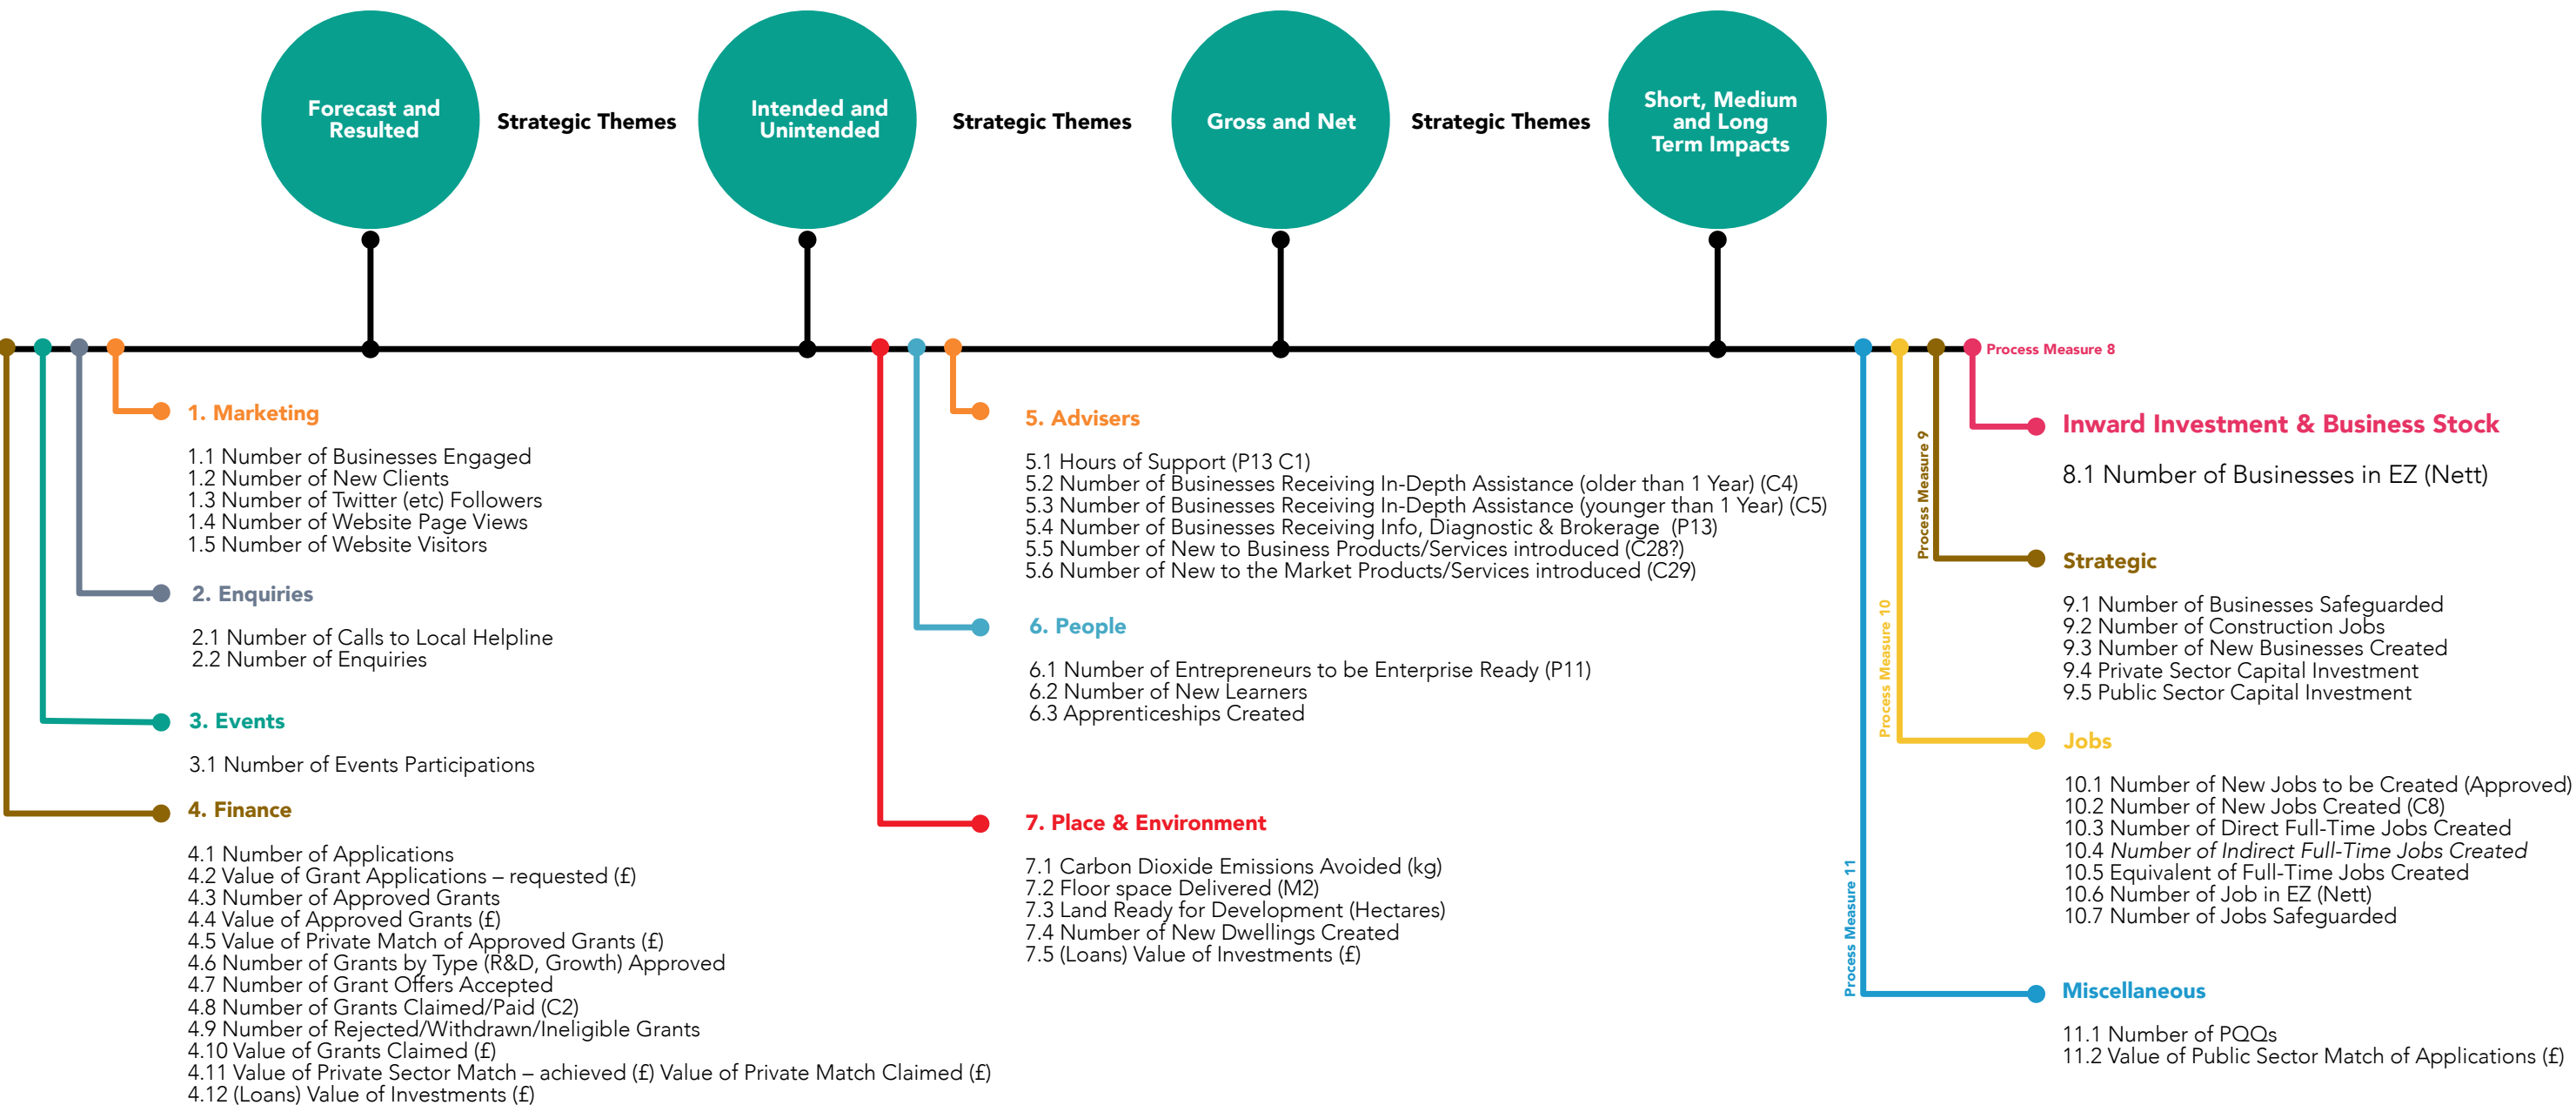 Forecast and
Resulted
Strategic Themes
Intended and
Unintended
Strategic Themes
Gross and Net
Strategic Themes
Short, Medium
and Long
Term Impacts
1. Marketing
1.1 Number of Businesses Engaged
1.2 Number of New Clients
1.3 Number of Twitter (etc) Followers
1.4 Number of Website Page Views
1.5 Number of Website Visitors
2. Enquiries
2.1 Number of Calls to Local Helpline
2.2 Number of Enquiries
3. Events
3.1 Number of Events Participations
4. Finance
4.1 Number of Applications
4.2 Value of Grant Applications – requested (£)
4.3 Number of Approved Grants
4.4 Value of Approved Grants (£)
4.5 Value of Private Match of Approved Grants (£)
4.6 Number of Grants by Type (R&D, Growth) Approved
4.7 Number of Grant Offers Accepted
4.8 Number of Grants Claimed/Paid (C2)
4.9 Number of Rejected/Withdrawn/Ineligible Grants
4.10 Value of Grants Claimed (£)
4.11 Value of Private Sector Match – achieved (£) Value of Private Match Claimed (£)
4.12 (Loans) Value of Investments (£)
5. Advisers
5.1 Hours of Support (P13 C1)
5.2 Number of Businesses Receiving In-Depth Assistance (older than 1 Year) (C4)
5.3 Number of Businesses Receiving In-Depth Assistance (younger than 1 Year) (C5)
5.4 Number of Businesses Receiving Info, Diagnostic & Brokerage (P13)
5.5 Number of New to Business Products/Services introduced (C28?)
5.6 Number of New to the Market Products/Services introduced (C29)
6. People
6.1 Number of Entrepreneurs to be Enterprise Ready (P11)
6.2 Number of New Learners
6.3 Apprenticeships Created
7. Place & Environment
7.1 Carbon Dioxide Emissions Avoided (kg)
7.2 Floor space Delivered (M2)
7.3 Land Ready for Development (Hectares)
7.4 Number of New Dwellings Created
7.5 (Loans) Value of Investments (£)
Process Measure 8
Inward Investment & Business Stock
8.1 Number of Businesses in EZ (Nett)
Process Measure 9
Strategic
9.1 Number of Businesses Safeguarded
9.2 Number of Construction Jobs
9.3 Number of New Businesses Created
9.4 Private Sector Capital Investment
9.5 Public Sector Capital Investment
Process Measure 10
Jobs
10.1 Number of New Jobs to be Created (Approved)
10.2 Number of New Jobs Created (C8)
10.3 Number of Direct Full-Time Jobs Created
10.4 Number of Indirect Full-Time Jobs Created
10.5 Equivalent of Full-Time Jobs Created
10.6 Number of Job in EZ (Nett)
10.7 Number of Jobs Safeguarded
Process Measure 11
Miscellaneous
11.1 Number of PQQs
11.2 Value of Public Sector Match of Applications (£)